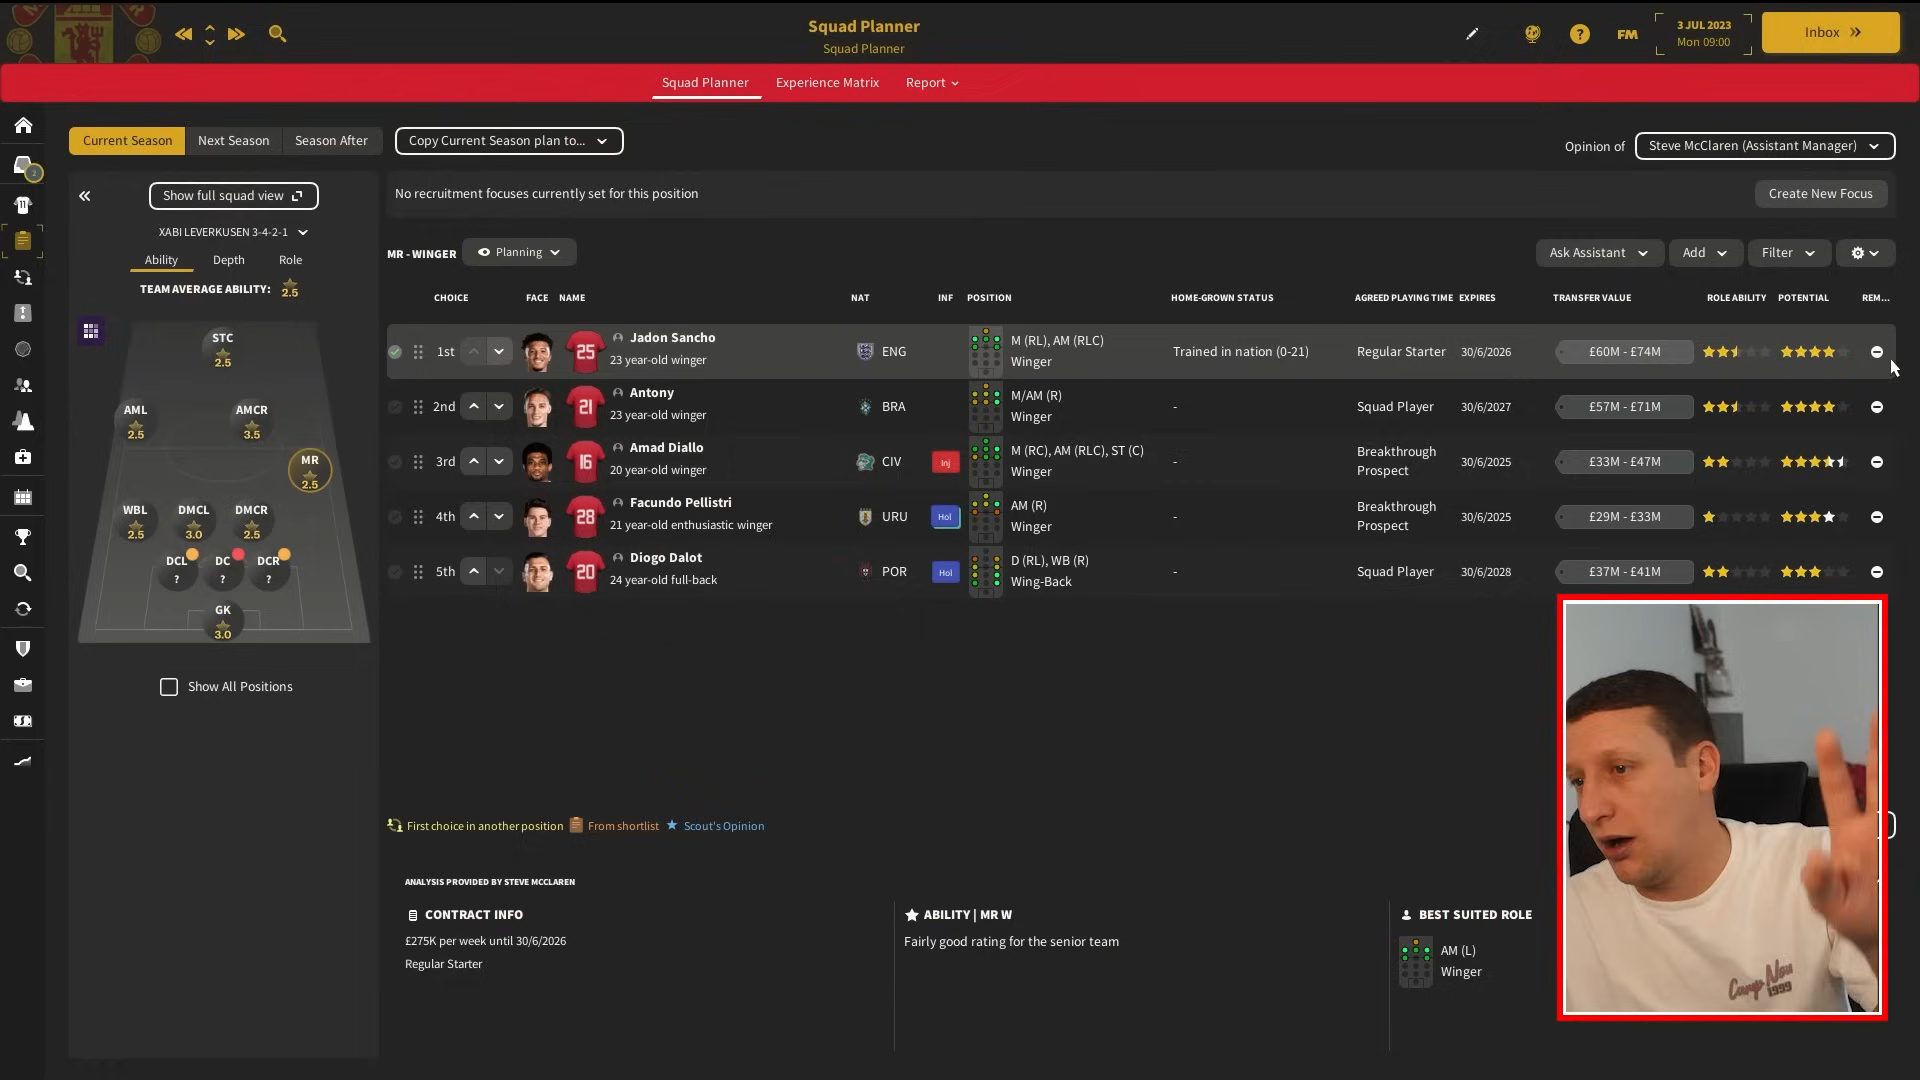 Squad Planner
Squad Planner
FM
3 JUL 2023
Mon 09:00
Inbox
Squad Planner
Experience Matrix
Report
Current Season
Next Season
Season After
Copy Current Season plan to...
Opinion of
Steve McClaren (Assistant Manager)
2
11
Show full squad view
XABI LEVERKUSEN 3-4-2-1
Ability
Depth
Role
TEAM AVERAGE ABILITY:
2.5
STC
2.5
AML
2.5
AMCR
3.5
MR
2.5
WBL
2.5
DMCL
3.0
DMCR
2.5
DCL
?
DC
?
DCR
?
GK
3.0
Show All Positions
No recruitment focuses currently set for this position
Create New Focus
MR - WINGER
Planning
Ask Assistant
Add
Filter
CHOICE FACE NAME NAT INF POSITION HOME-GROWN STATUS AGREED PLAYING TIME EXPIRES TRANSFER VALUE ROLE ABILITY POTENTIAL REM...
1st 25 Jadon Sancho ENG M (RL), AM (RLC) Trained in nation (0-21) Regular Starter 30/6/2026 £60M - £74M
23 year-old winger Winger
2nd 21 Antony BRA M/AM (R) - Squad Player 30/6/2027 £57M - £71M
23 year-old winger Winger
3rd 16 Amad Diallo CIV Inj M (RC), AM (RLC), ST (C) - Breakthrough Prospect 30/6/2025 £33M - £47M
20 year-old winger Winger
4th 28 Facundo Pellistri URU Hol AM (R) - Breakthrough Prospect 30/6/2025 £29M - £33M
21 year-old enthusiastic winger Winger
5th 20 Diogo Dalot POR Hol D (RL), WB (R) - Squad Player 30/6/2028 £37M - £41M
24 year-old full-back Wing-Back
First choice in another position
From shortlist
Scout's Opinion
ANALYSIS PROVIDED BY STEVE MCCLAREN
CONTRACT INFO
£275K per week until 30/6/2026
Regular Starter
ABILITY | MR W
Fairly good rating for the senior team
BEST SUITED ROLE
AM (L)
Winger
1999